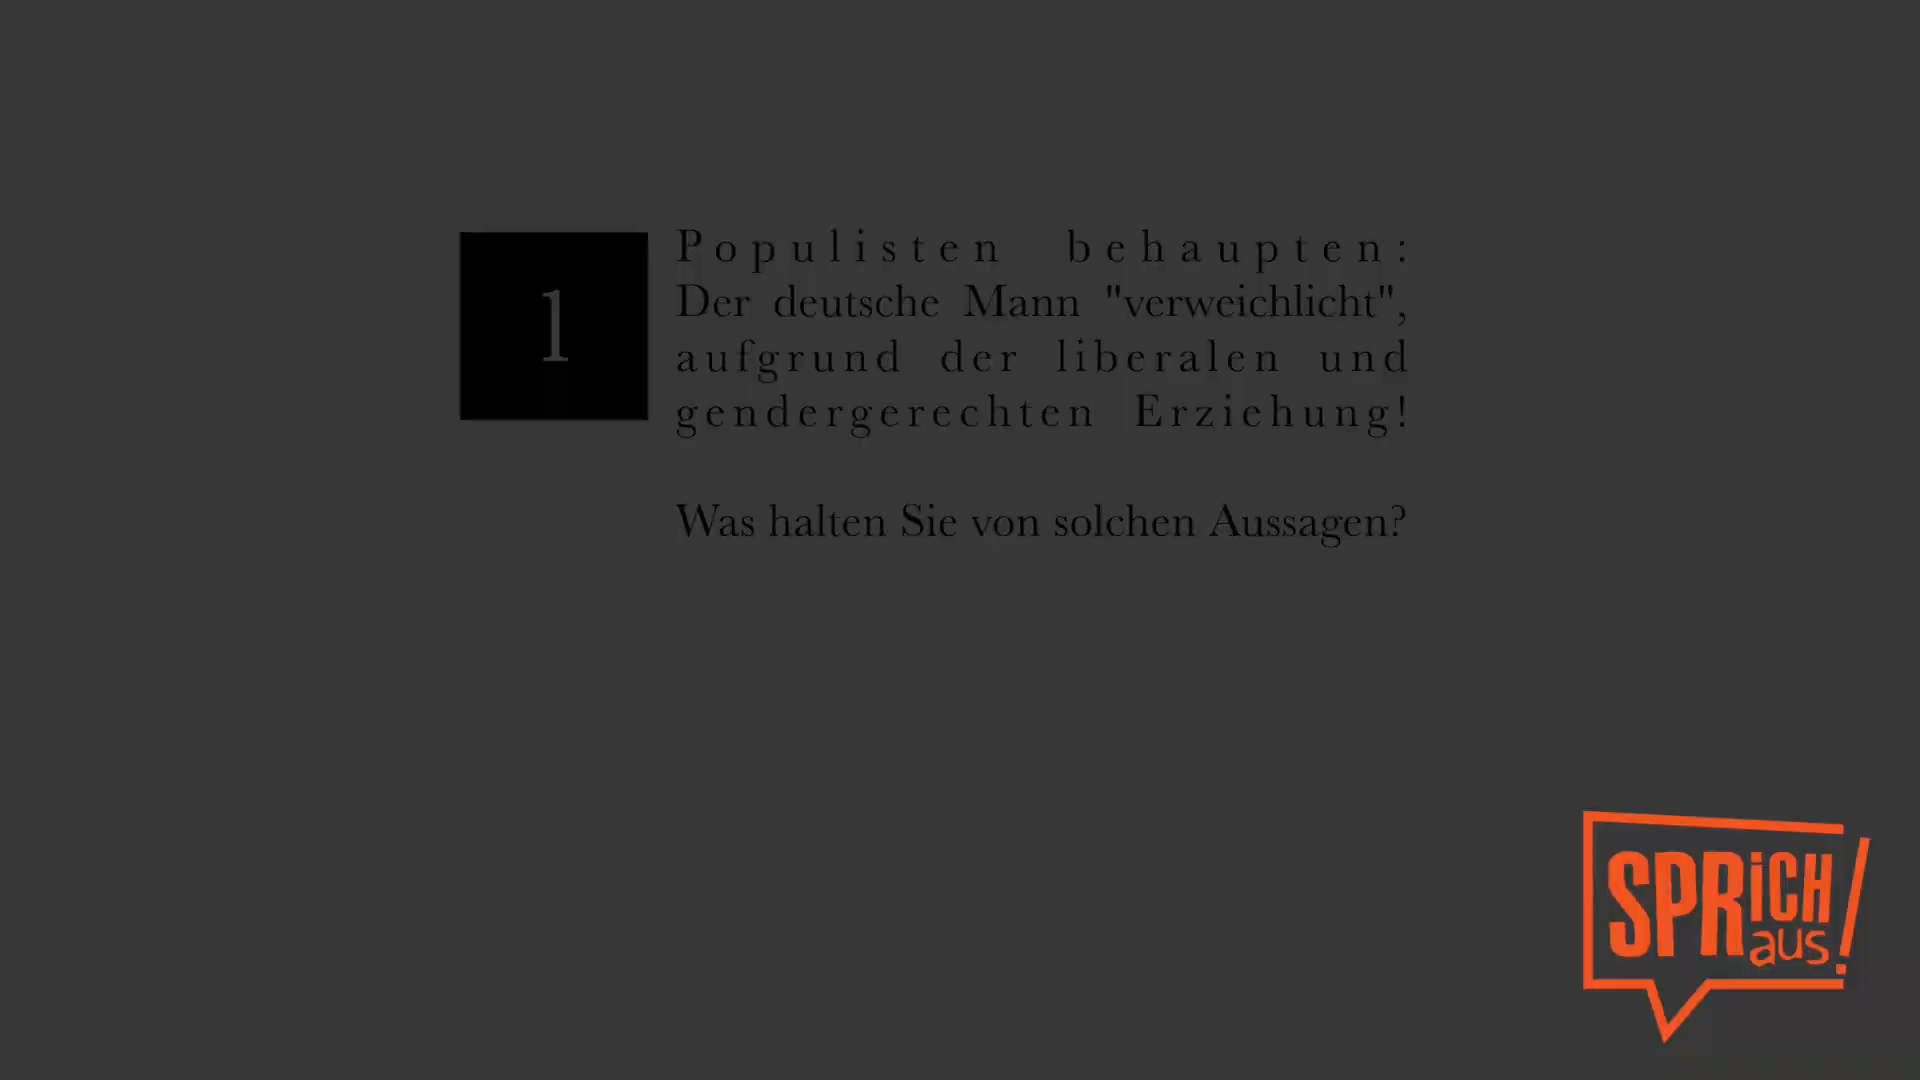 1
Populisten behaupten:
Der deutsche Mann "verweichlicht",
aufgrund der liberalen und
gendergerechten Erziehung!
Was halten Sie von solchen Aussagen?
SPRiCH
aus!